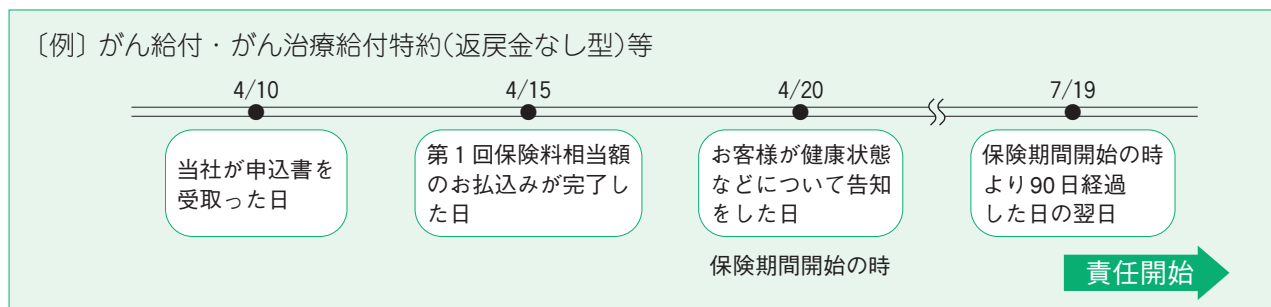 〔例〕がん給付・がん治療給付特約(返戻金なし型)等
4/10
4/15
4/20
7/19
当社が申込書を
受取った日
第1回保険料相当額
のお払込みが完了し
た日
お客様が健康状態
などについて告知
をした日
保険期間開始の時
より90日経過
した日の翌日
保険期間開始の時
責任開始